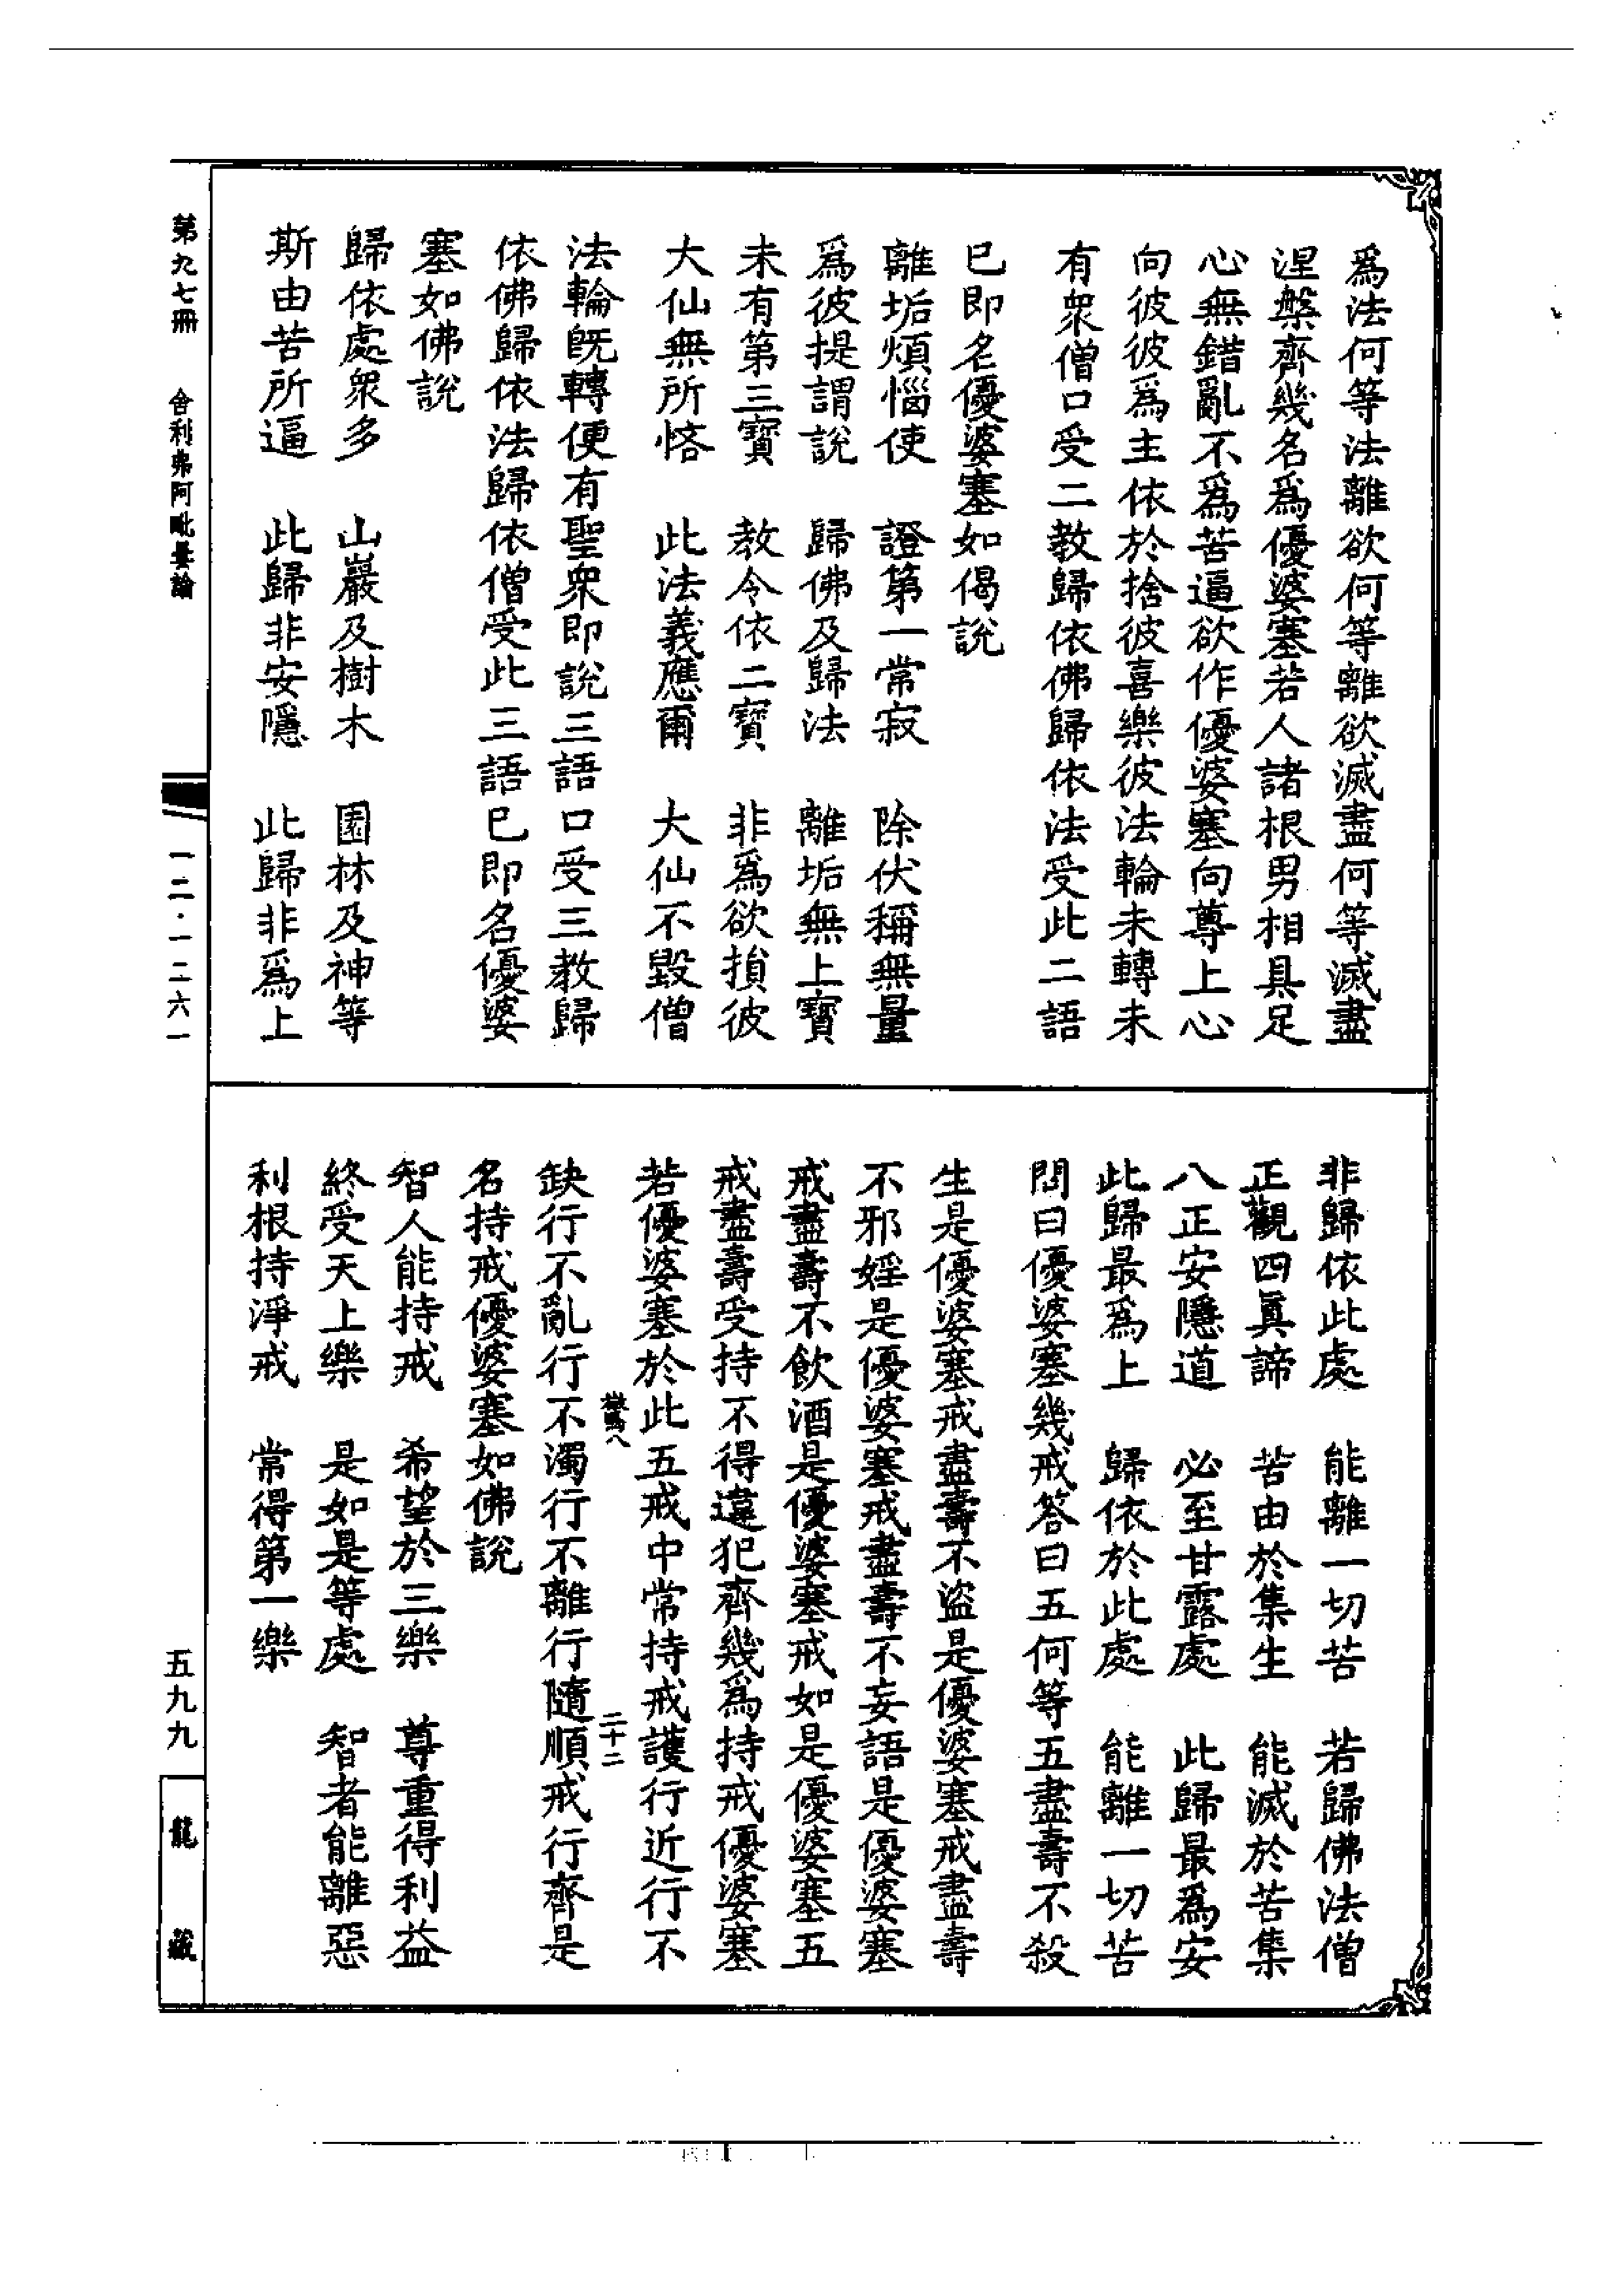 爲法何等法離欲何等離欲滅盡何等滅盡
涅槃齊幾名爲優婆塞若人諸根男相具足
心無錯亂不爲苦逼欲作優婆塞向尊上心
向彼彼爲主依於捨彼喜樂彼法輪未轉未
有衆僧口受二教歸依佛歸依法受此二語
已即名優婆塞如偈說
離垢煩惱使　證第一常寂　除伏稱無量
爲彼提謂說　歸佛及歸法　離垢無上寶
未有第三寶　教令依二寶　非爲欲損彼
大仙無所悋　此法義應爾　大仙不毀僧
法輪旣轉便有聖衆即說三語口受三教歸
依佛歸依法歸依僧受此三語已即名優婆
塞如佛說
歸依處衆多　山巖及樹木　園林及神等
斯由苦所逼　此歸非安隱　此歸非爲上
非歸依此處　能離一切苦　若歸佛法僧
正觀四眞諦　苦由於集生　能滅於苦集
八正安隱道　必至甘露處　此歸最爲安
此歸最爲上　歸依於此處　能離一切苦
問曰優婆塞幾戒答曰五何等五盡壽不殺
生是優婆塞戒盡壽不盜是優婆塞戒盡壽
不邪婬是優婆塞戒盡壽不妄語是優婆塞
戒盡壽不飲酒是優婆塞戒如是優婆塞五
戒盡壽受持不得違犯齊幾爲持戒優婆塞
若優婆塞於此五戒中常持戒護行近行不
八　二十二
缺行不亂行不濁行不離行隨順戒行齊是
名持戒優婆塞如佛說
智人能持戒　希望於三樂　尊重得利益
終受天上樂　是如是等處　智者能離惡
利根持淨戒　常得第一樂
第九七冊　舍利弗阿毗曇論　一二·一二六一　五九九　龍藏